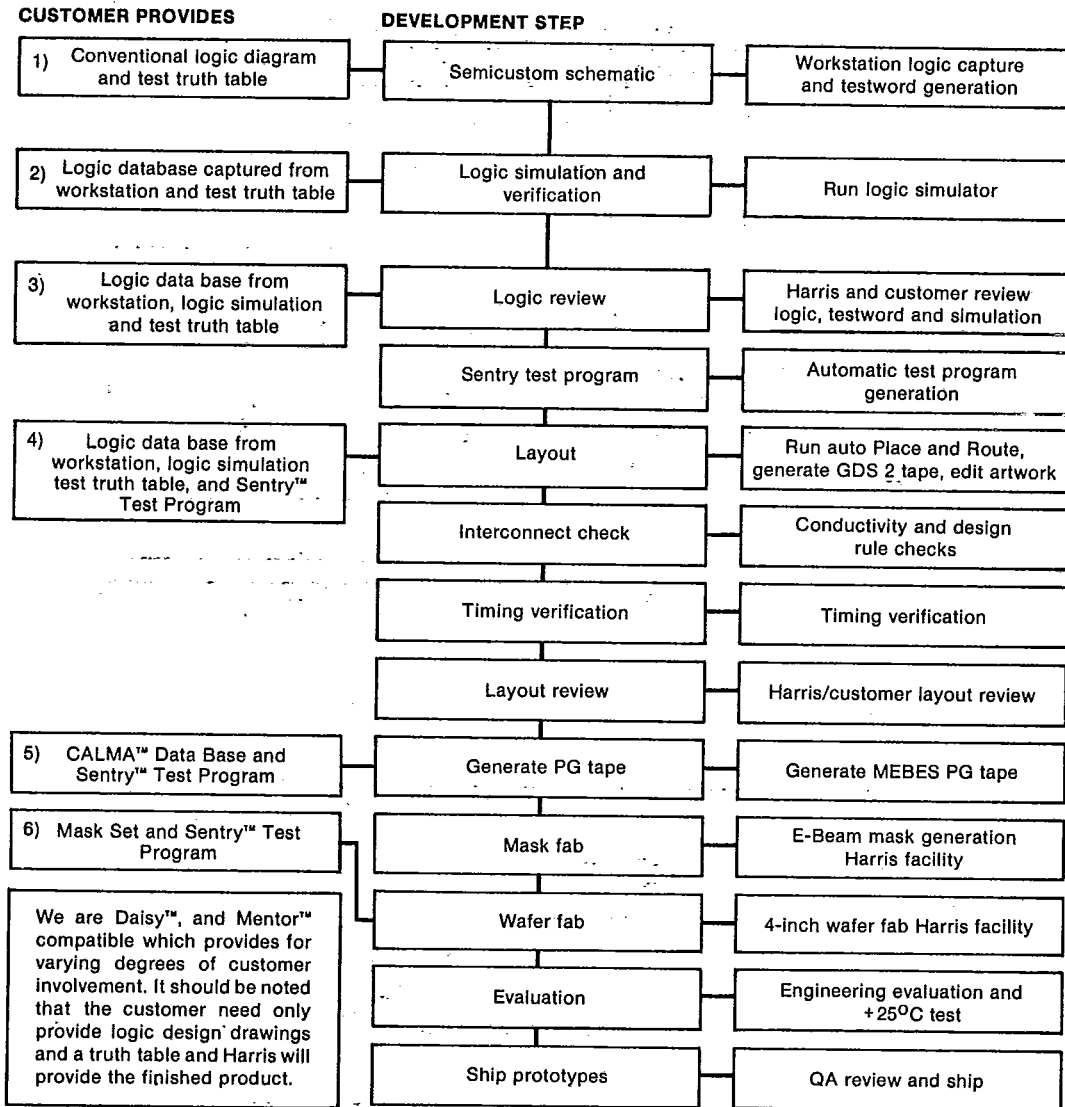 CUSTOMER PROVIDES
DEVELOPMENT STEP
1) Conventional logic diagram
and test truth table
Semicustom schematic
Workstation logic capture
and testword generation
2) Logic database captured from
workstation and test truth table
Logic simulation and
verification
Run logic simulator
3) Logic data base from
workstation, logic simulation
and test truth table
Logic review
Harris and customer review
logic, testword and simulation
Sentry test program
Automatic test program
generation
4) Logic data base from
workstation, logic simulation
test truth table, and Sentry™
Test Program
Layout
Run auto Place and Route,
generate GDS 2 tape, edit artwork
Interconnect check
Conductivity and design
rule checks
Timing verification
Timing verification
Layout review
Harris/customer layout review
5) CALMA™ Data Base and
Sentry™ Test Program
Generate PG tape
Generate MEBES PG tape
6) Mask Set and Sentry™ Test
Program
Mask fab
E-Beam mask generation
Harris facility
We are Daisy™, and Mentor™
compatible which provides for
varying degrees of customer
involvement. It should be noted
that the customer need only
provide logic design drawings
and a truth table and Harris will
provide the finished product.
Wafer fab
4-inch wafer fab Harris facility
Evaluation
Engineering evaluation and
+25°C test
Ship prototypes
QA review and ship